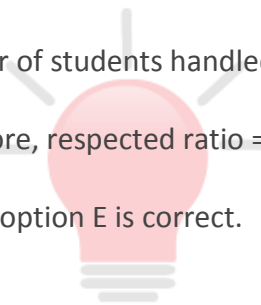 r of students handled
ore, respected ratio =
option E is correct.